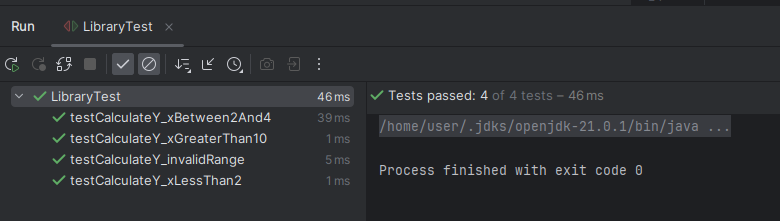 Run LibraryTest
Tests passed: 4 of 4 tests – 46 ms
LibraryTest 46 ms
testCalculateY_xBetween2And4 39 ms
testCalculateY_xGreaterThan10 1 ms
testCalculateY_invalidRange 5 ms
testCalculateY_xLessThan2 1 ms
/home/user/.jdks/openjdk-21.0.1/bin/java ...
Process finished with exit code 0